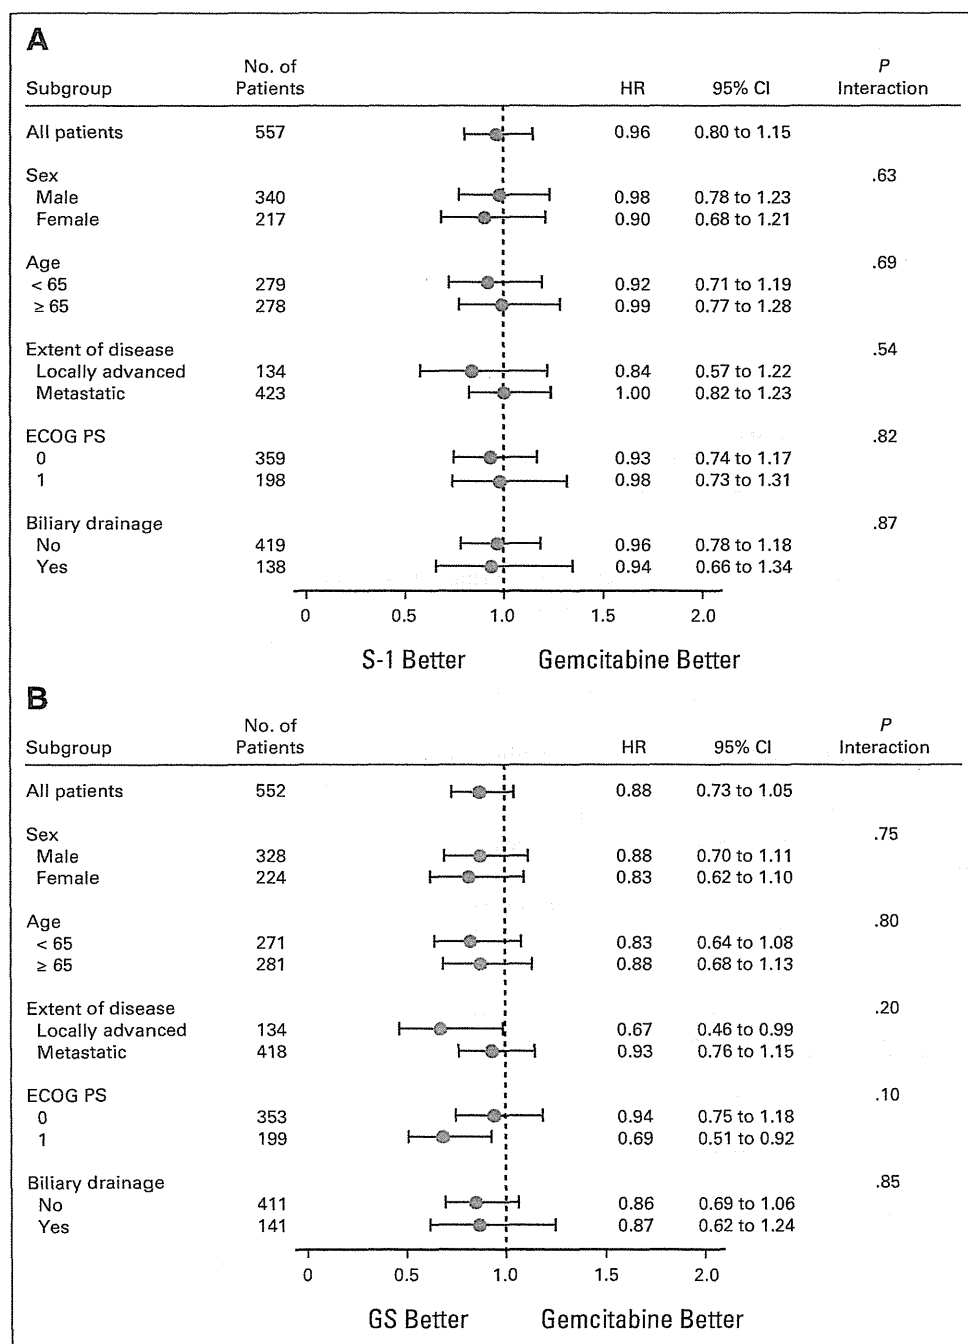 A
No. of
P
Subgroup Patients HR 95% CI Interaction
All patients 557 0.96 0.80 to 1.15
Sex .63
Male 340 0.98 0.78 to 1.23
Female 217 0.90 0.68 to 1.21
Age .69
< 65 279 0.92 0.71 to 1.19
≥ 65 278 0.99 0.77 to 1.28
Extent of disease .54
Locally advanced 134 0.84 0.57 to 1.22
Metastatic 423 1.00 0.82 to 1.23
ECOG PS .82
0 359 0.93 0.74 to 1.17
1 198 0.98 0.73 to 1.31
Biliary drainage .87
No 419 0.96 0.78 to 1.18
Yes 138 0.94 0.66 to 1.34
0 0.5 1.0 1.5 2.0
S-1 Better Gemcitabine Better
B
No. of
P
Subgroup Patients HR 95% CI Interaction
All patients 552 0.88 0.73 to 1.05
Sex .75
Male 328 0.88 0.70 to 1.11
Female 224 0.83 0.62 to 1.10
Age .80
< 65 271 0.83 0.64 to 1.08
≥ 65 281 0.88 0.68 to 1.13
Extent of disease .20
Locally advanced 134 0.67 0.46 to 0.99
Metastatic 418 0.93 0.76 to 1.15
ECOG PS .10
0 353 0.94 0.75 to 1.18
1 199 0.69 0.51 to 0.92
Biliary drainage .85
No 411 0.86 0.69 to 1.06
Yes 141 0.87 0.62 to 1.24
0 0.5 1.0 1.5 2.0
GS Better Gemcitabine Better